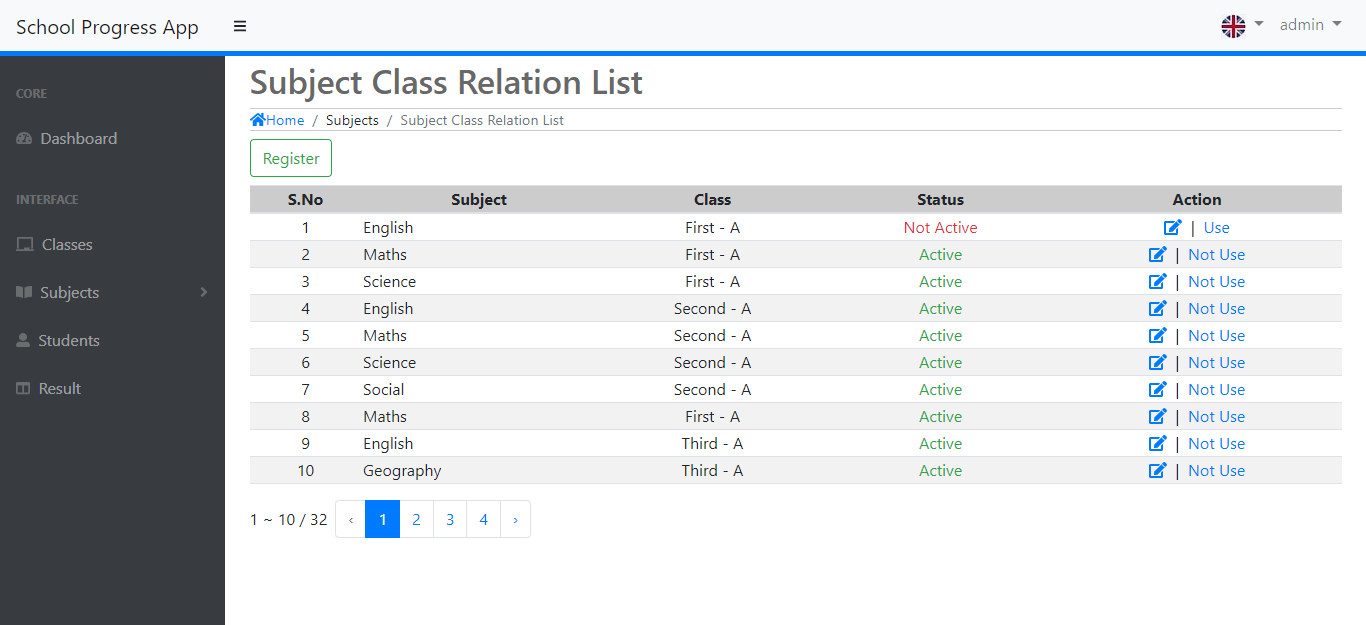 School Progress App ☰ admin
CORE
Dashboard
INTERFACE
Classes
Subjects
Students
Result
Subject Class Relation List
Home / Subjects / Subject Class Relation List
Register
S.No Subject Class Status Action
1 English First - A Not Active | Use
2 Maths First - A Active | Not Use
3 Science First - A Active | Not Use
4 English Second - A Active | Not Use
5 Maths Second - A Active | Not Use
6 Science Second - A Active | Not Use
7 Social Second - A Active | Not Use
8 Maths First - A Active | Not Use
9 English Third - A Active | Not Use
10 Geography Third - A Active | Not Use
1 ~ 10 / 32 ‹ 1 2 3 4 ›